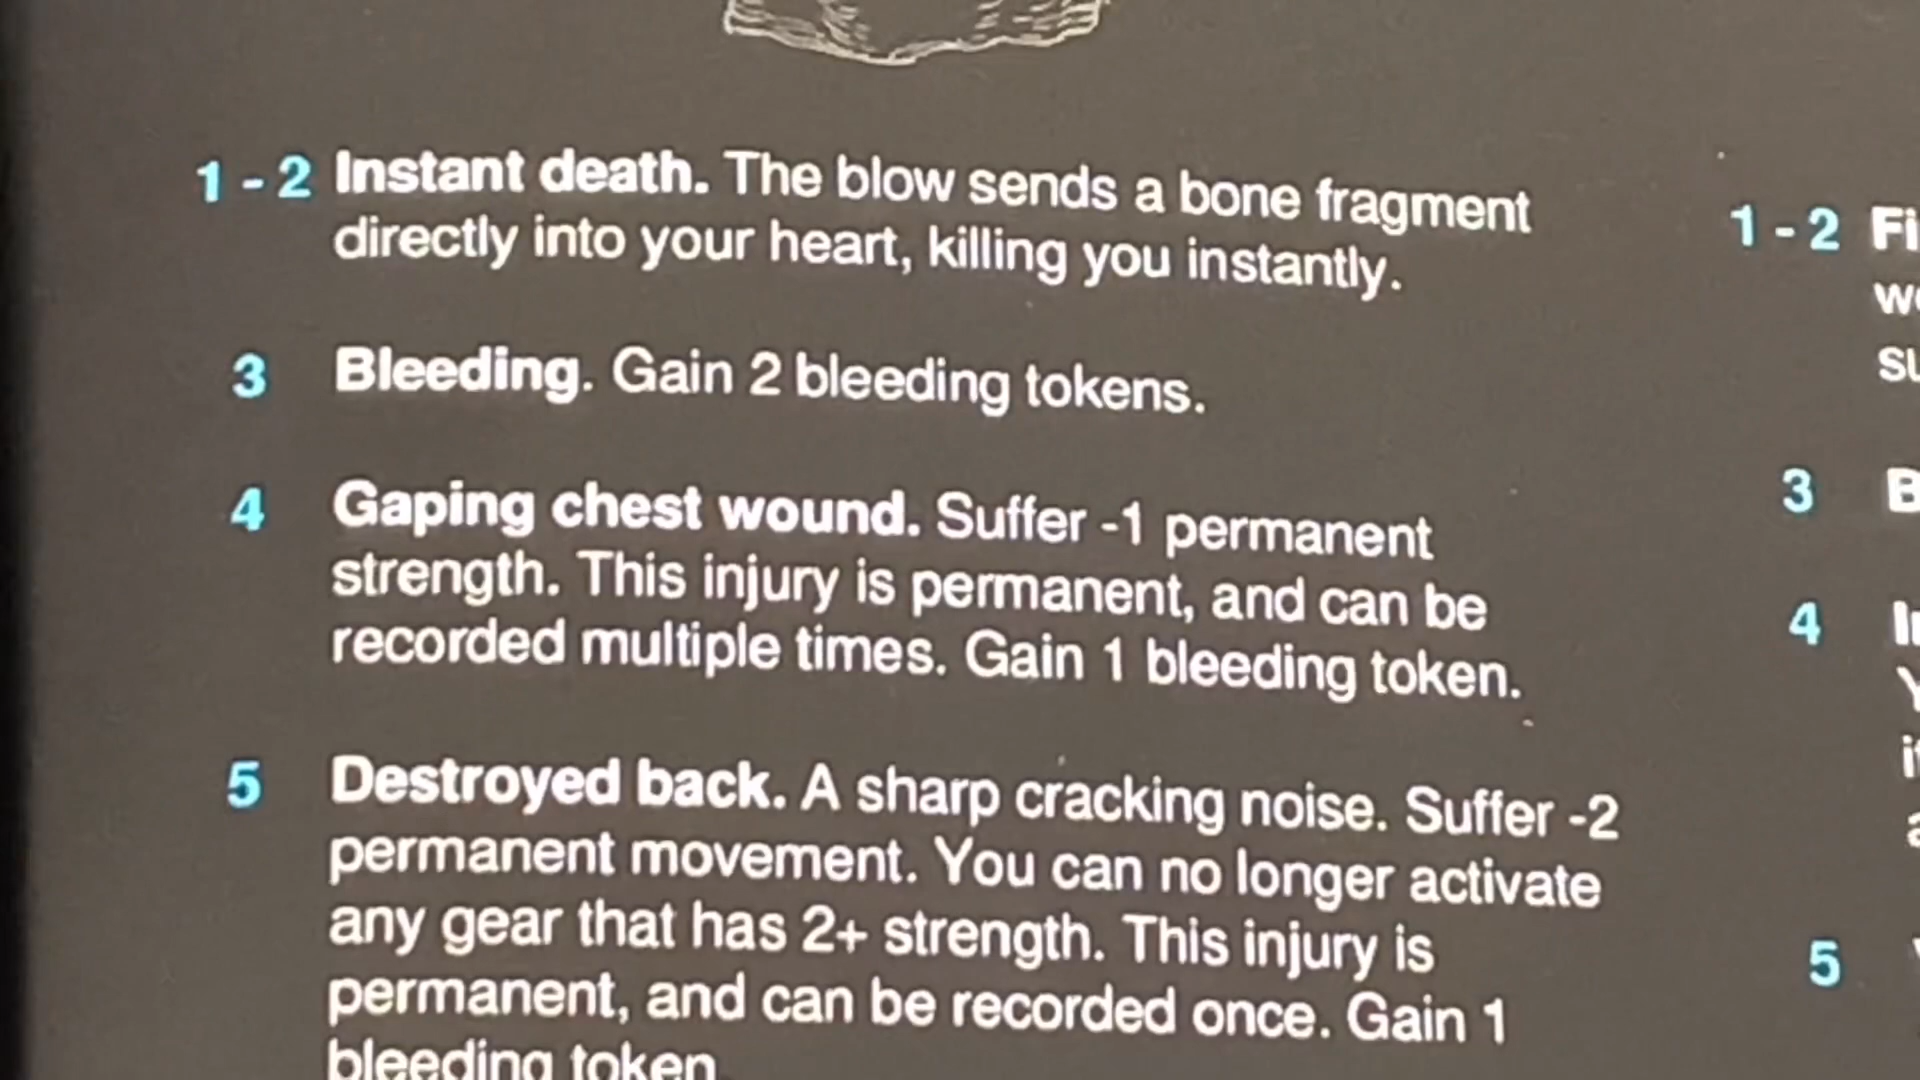 1 - 2 Instant death. The blow sends a bone fragment
directly into your heart, killing you instantly.
3 Bleeding. Gain 2 bleeding tokens.
4 Gaping chest wound. Suffer -1 permanent
strength. This injury is permanent, and can be
recorded multiple times. Gain 1 bleeding token.
5 Destroyed back. A sharp cracking noise. Suffer -2
permanent movement. You can no longer activate
any gear that has 2+ strength. This injury is
permanent, and can be recorded once. Gain 1
bleeding token
1 - 2
3
4
5